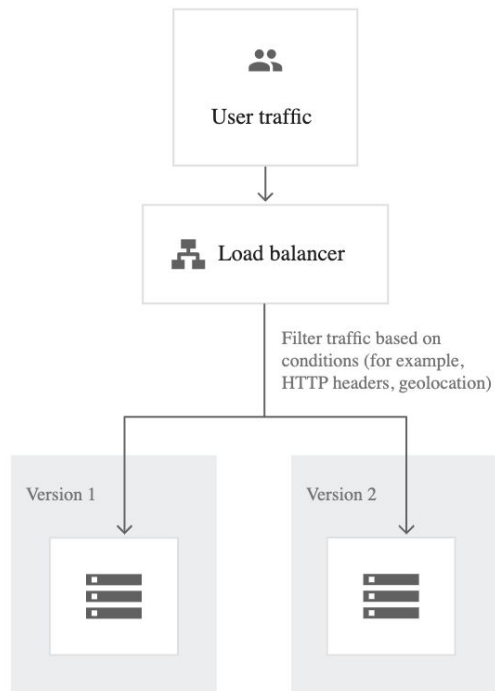 User traffic
Load balancer
Filter traffic based on
conditions (for example,
HTTP headers, geolocation)
Version 1
Version 2